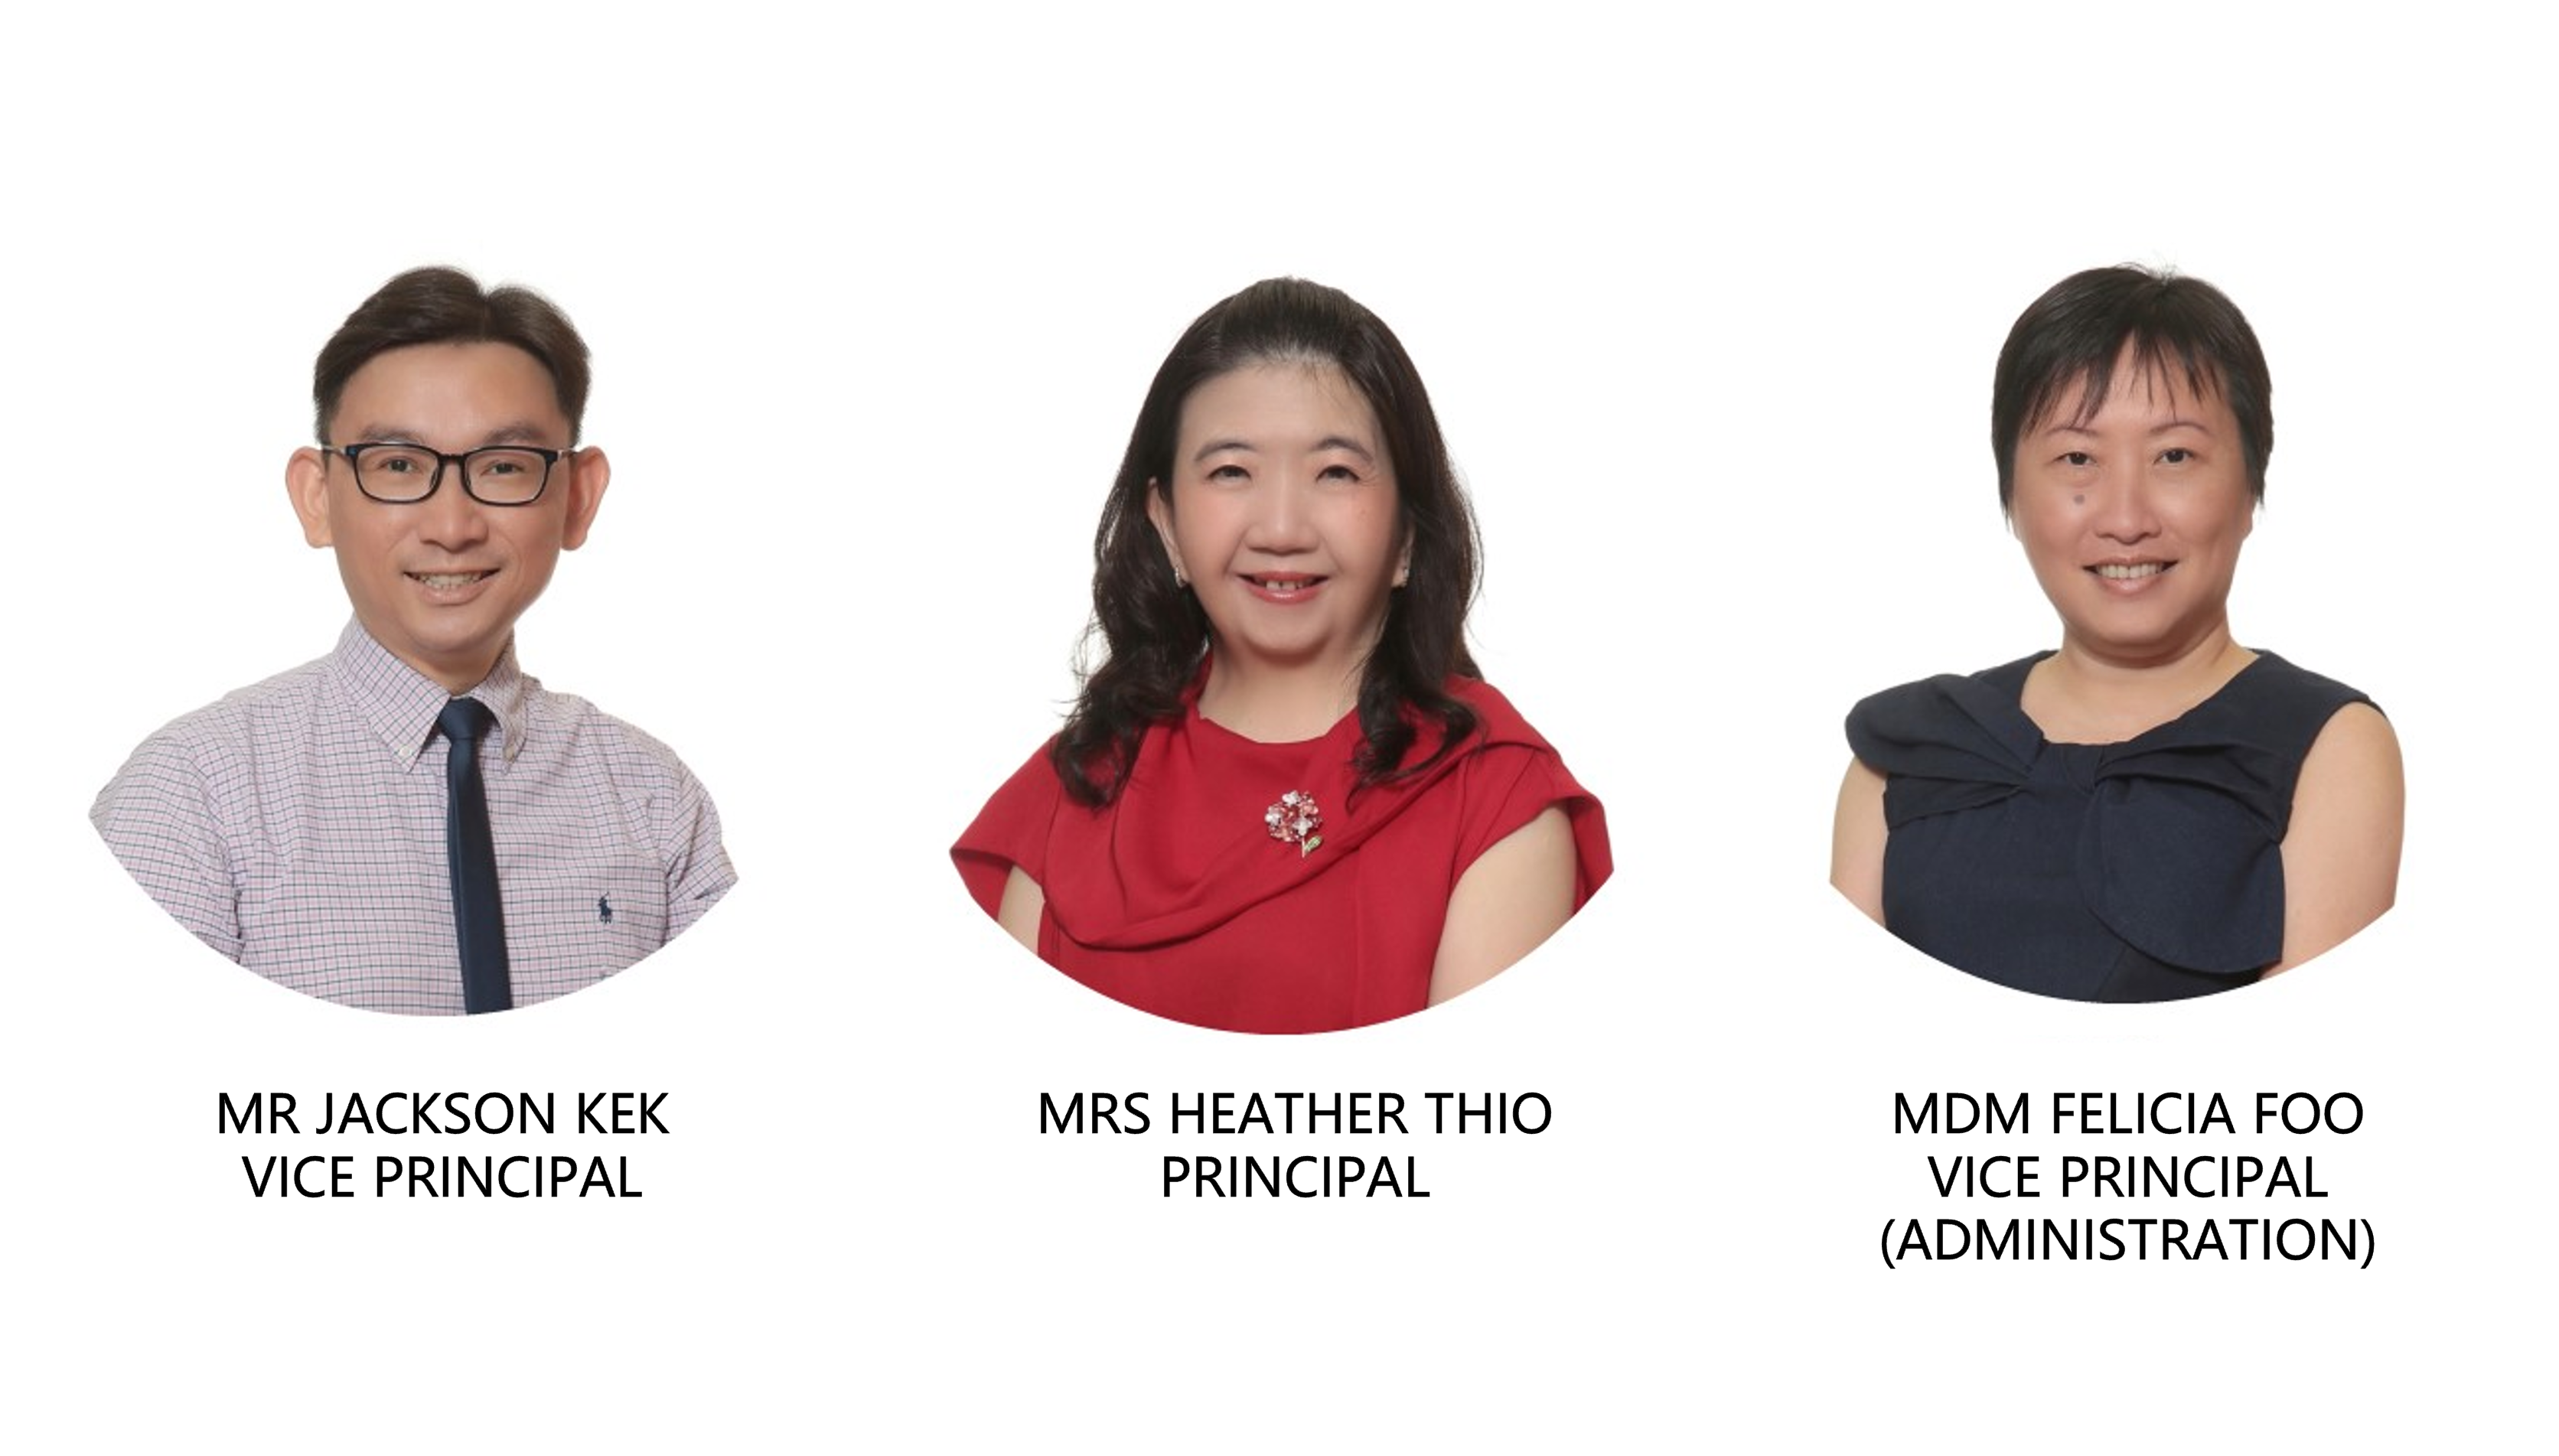 MR JACKSON KEK
VICE PRINCIPAL
MRS HEATHER THIO
PRINCIPAL
MDM FELICIA FOO
VICE PRINCIPAL
(ADMINISTRATION)